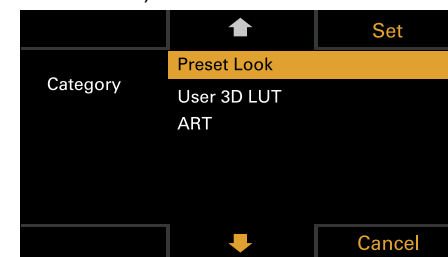 Set
Preset Look
Category
User 3D LUT
ART
Cancel